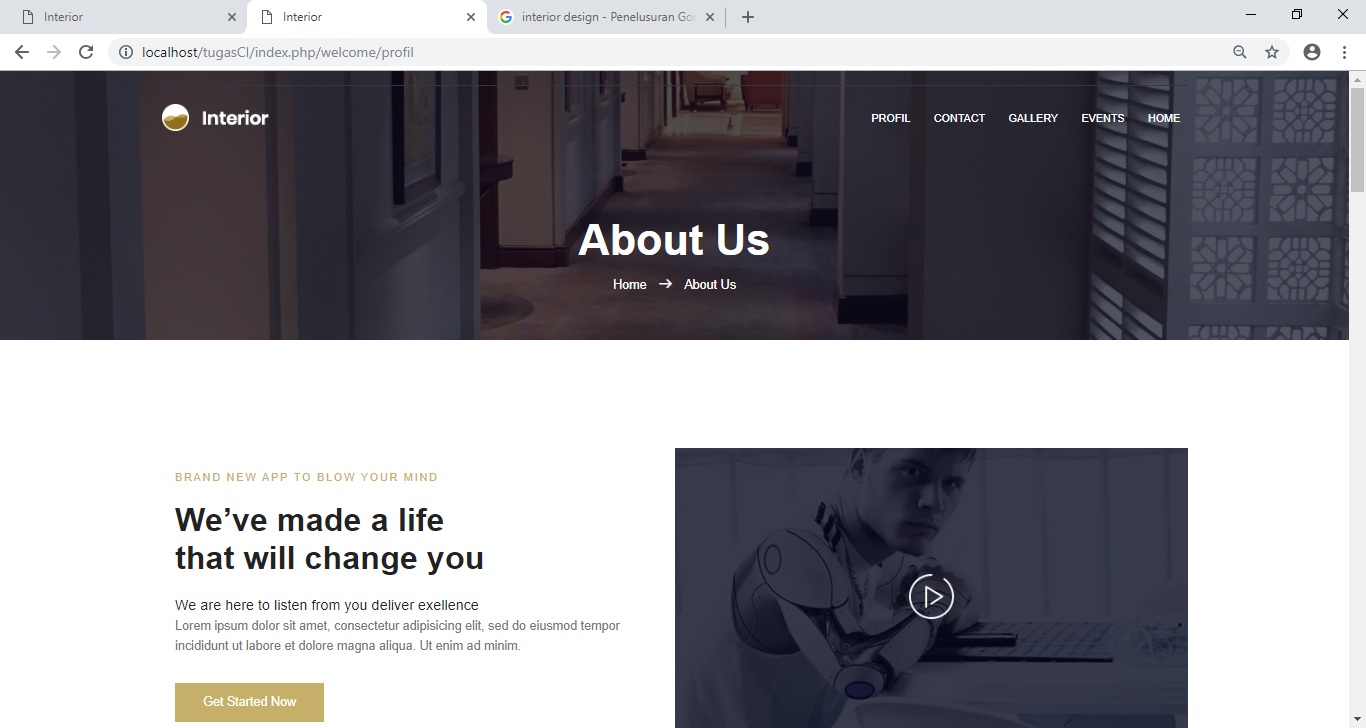 Interior
Interior
interior design - Penelusuran Goo
localhost/tugasCI/index.php/welcome/profil
Interior
PROFIL CONTACT GALLERY EVENTS HOME
About Us
Home → About Us
BRAND NEW APP TO BLOW YOUR MIND
We’ve made a life
that will change you
We are here to listen from you deliver exellence
Lorem ipsum dolor sit amet, consectetur adipisicing elit, sed do eiusmod tempor
incididunt ut labore et dolore magna aliqua. Ut enim ad minim.
Get Started Now